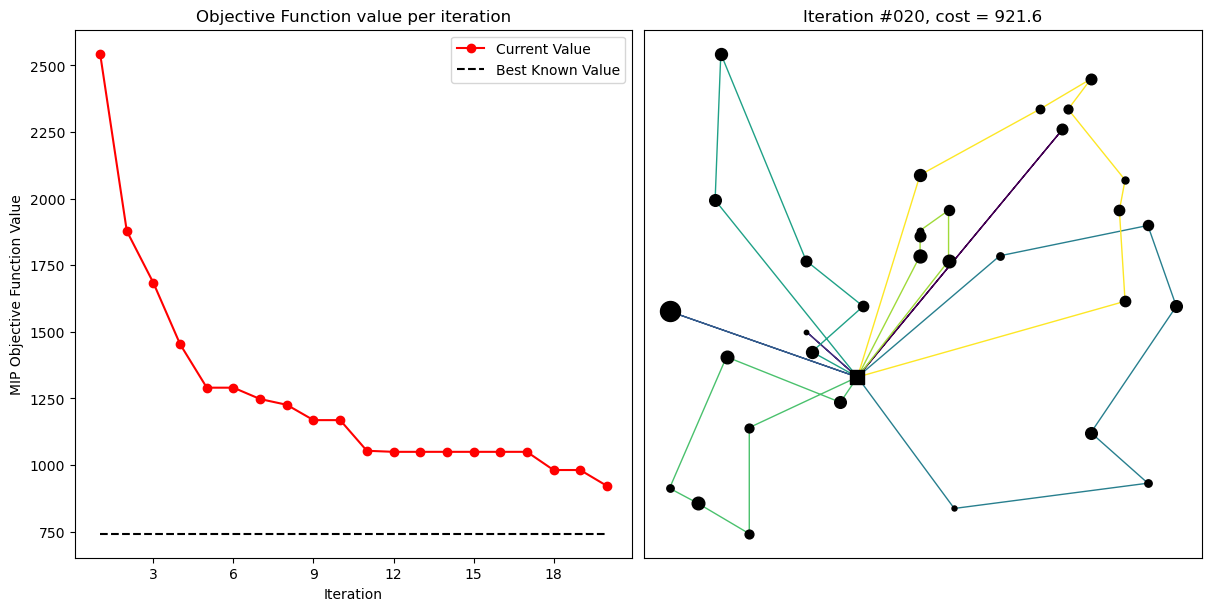 Objective Function value per iteration
Current Value
Best Known Value
MIP Objective Function Value
2500
2250
2000
1750
1500
1250
1000
750
3 6 9 12 15 18
Iteration
Iteration #020, cost = 921.6